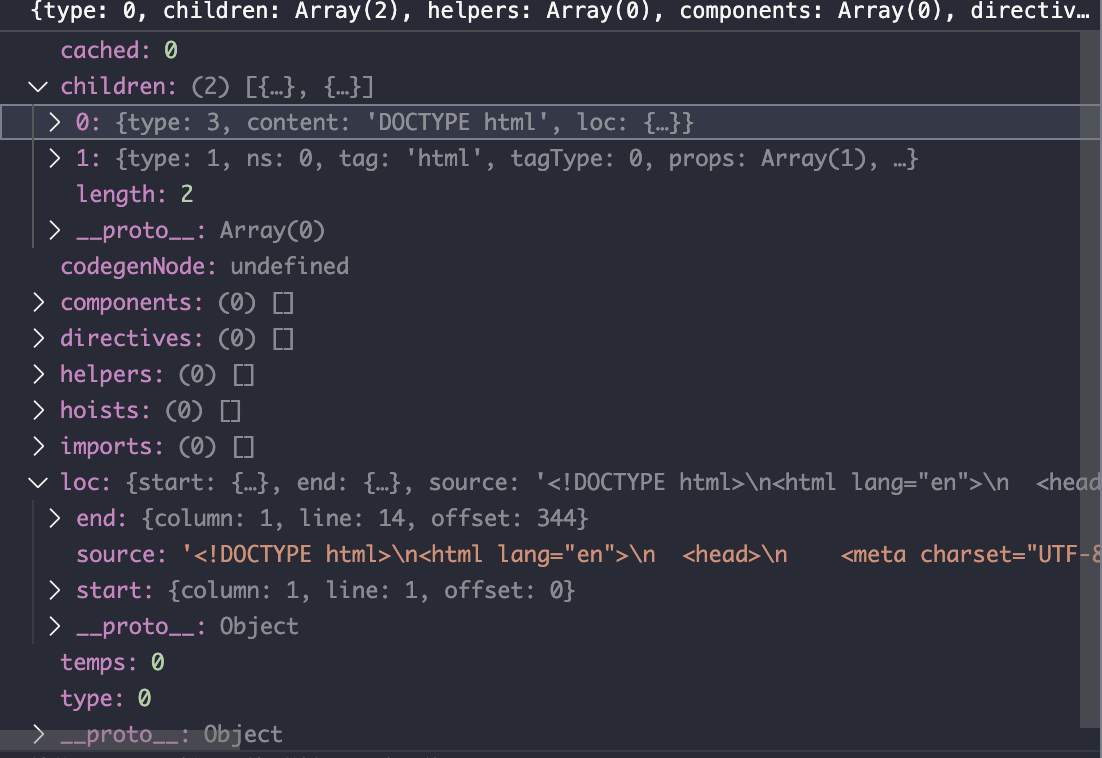 {type: 0, children: Array(2), helpers: Array(0), components: Array(0), directiv…
cached: 0
children: (2) [{…}, {…}]
0: {type: 3, content: 'DOCTYPE html', loc: {…}}
1: {type: 1, ns: 0, tag: 'html', tagType: 0, props: Array(1), …}
length: 2
__proto__: Array(0)
codegenNode: undefined
components: (0) []
directives: (0) []
helpers: (0) []
hoists: (0) []
imports: (0) []
loc: {start: {…}, end: {…}, source: '<!DOCTYPE html>\n<html lang="en">\n  <head
end: {column: 1, line: 14, offset: 344}
source: '<!DOCTYPE html>\n<html lang="en">\n  <head>\n    <meta charset="UTF-8
start: {column: 1, line: 1, offset: 0}
__proto__: Object
temps: 0
type: 0
__proto__: Object